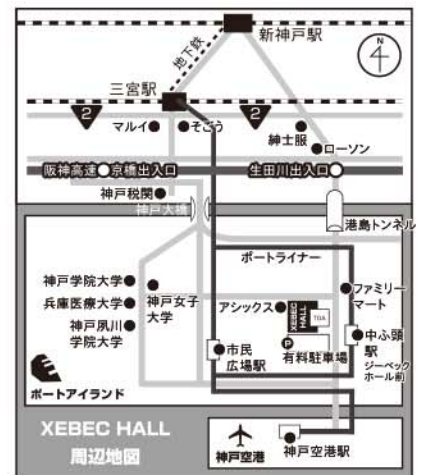 新神戸駅
N
地下鉄
三宮駅
2
2
マルイ
そごう
紳士服
ローソン
阪神高速
京橋出入口
生田川出入口
神戸税関
神戸大橋
港島トンネル
ポートライナー
神戸学院大学
兵庫医療大学
神戸夙川
学院大学
神戸女子
大学
アシックス
XEBEC
HALL
TOA
ファミリー
マート
P
有料駐車場
市民
広場駅
中ふ頭
駅
ジーベック
ホール前
ポートアイランド
XEBEC HALL
周辺地図
神戸空港
神戸空港駅